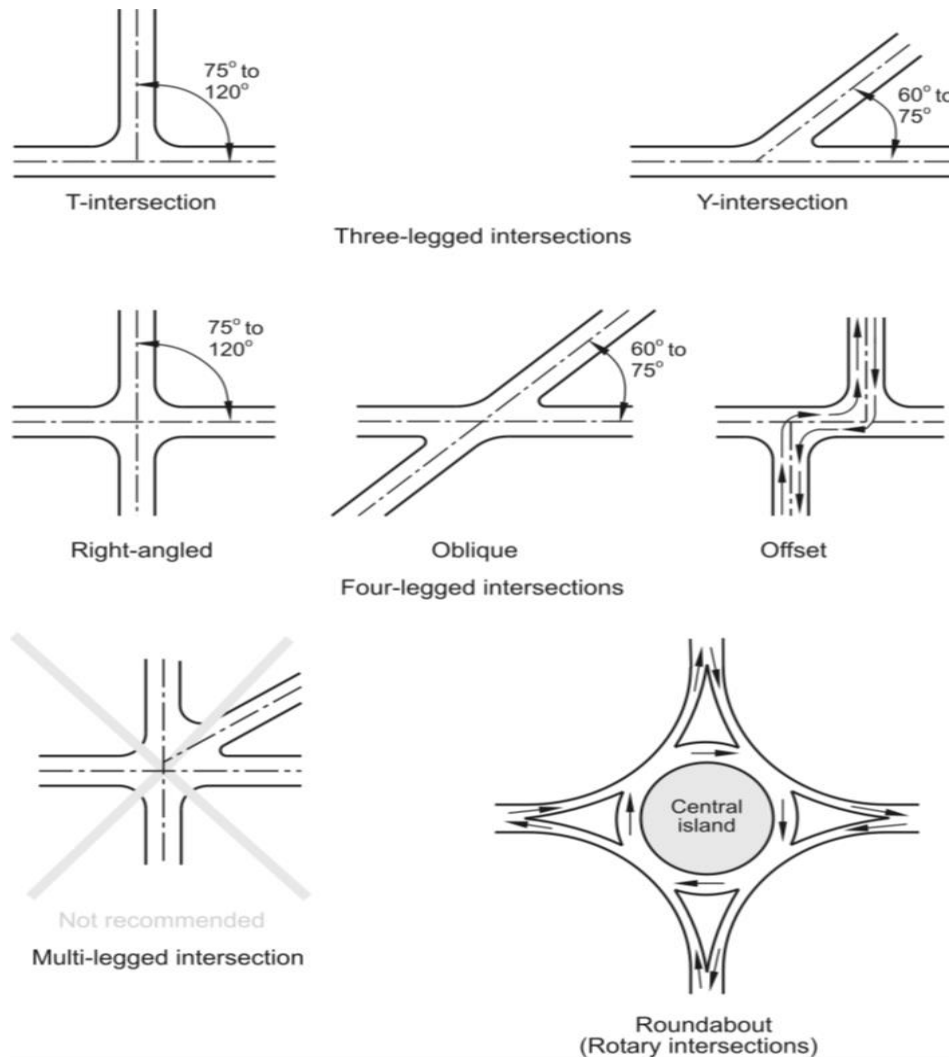 75° to
120°
60° to
75°
T-intersection
Y-intersection
Three-legged intersections
75° to
120°
60° to
75°
Right-angled
Oblique
Offset
Four-legged intersections
Not recommended
Multi-legged intersection
Central
island
Roundabout
(Rotary intersections)